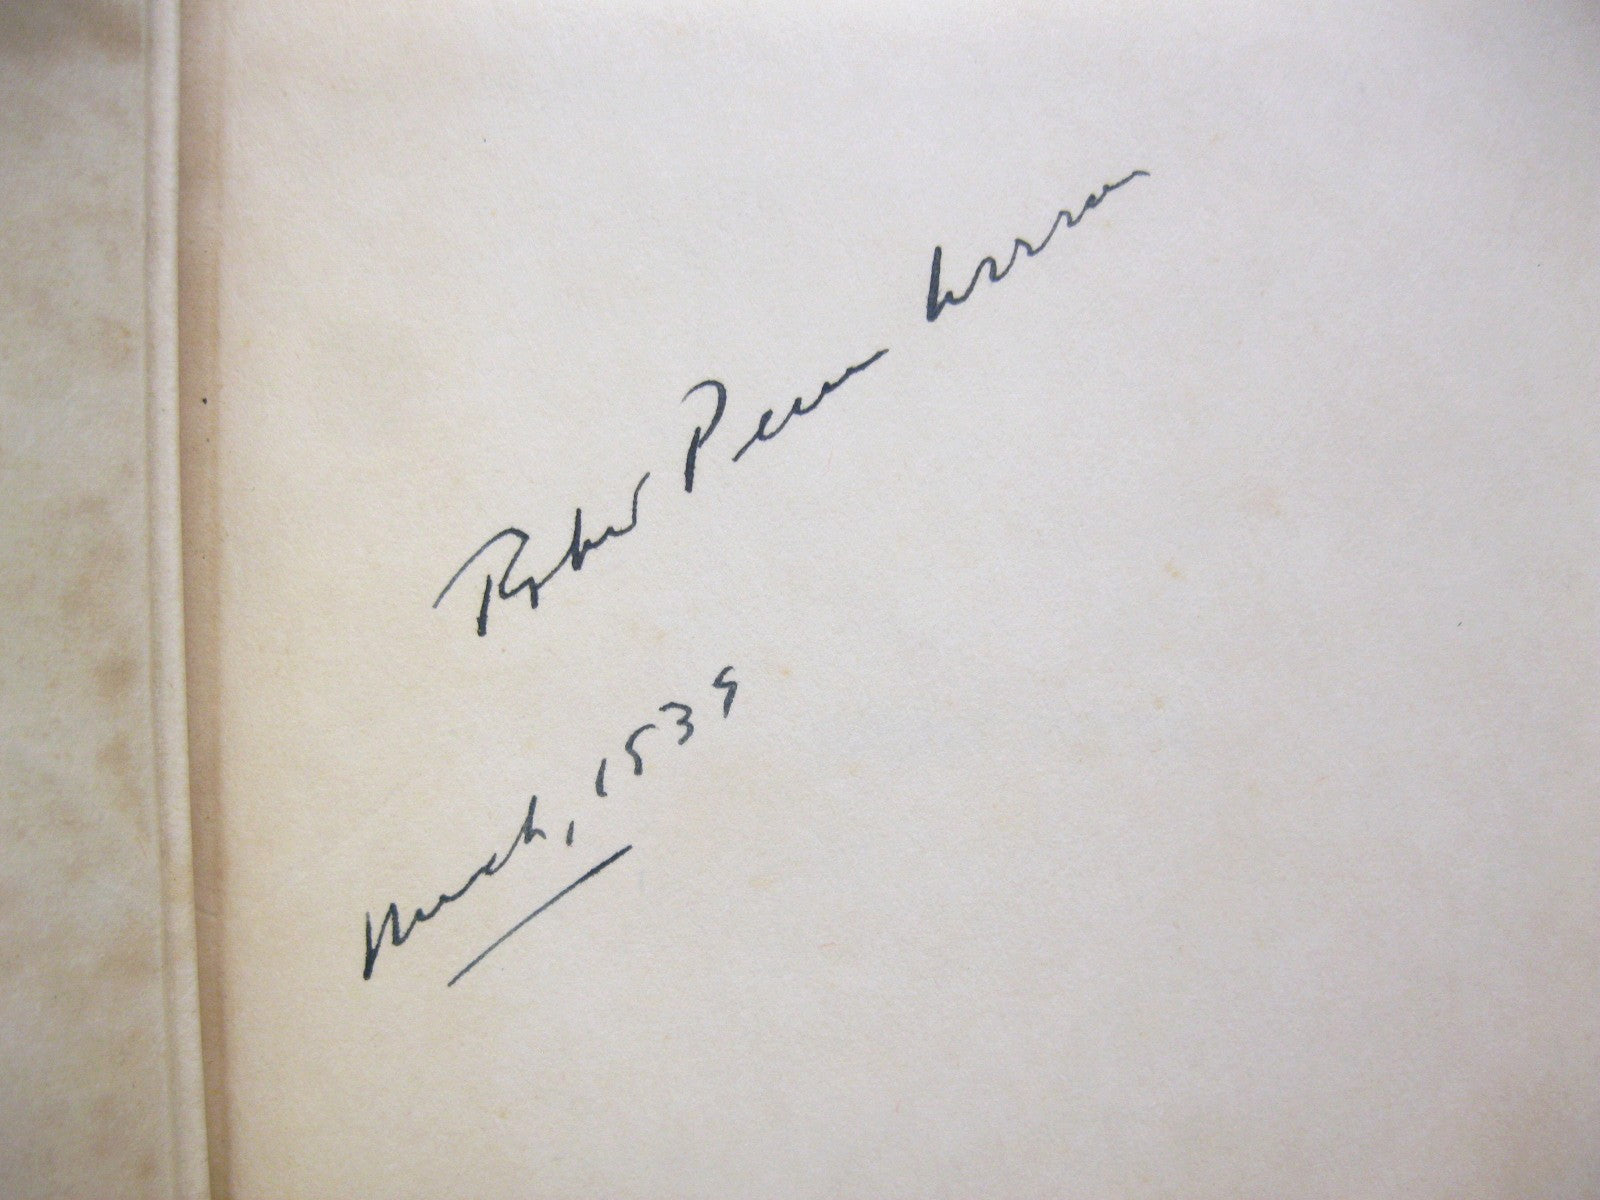 Robert Penn Warren
March, 1939